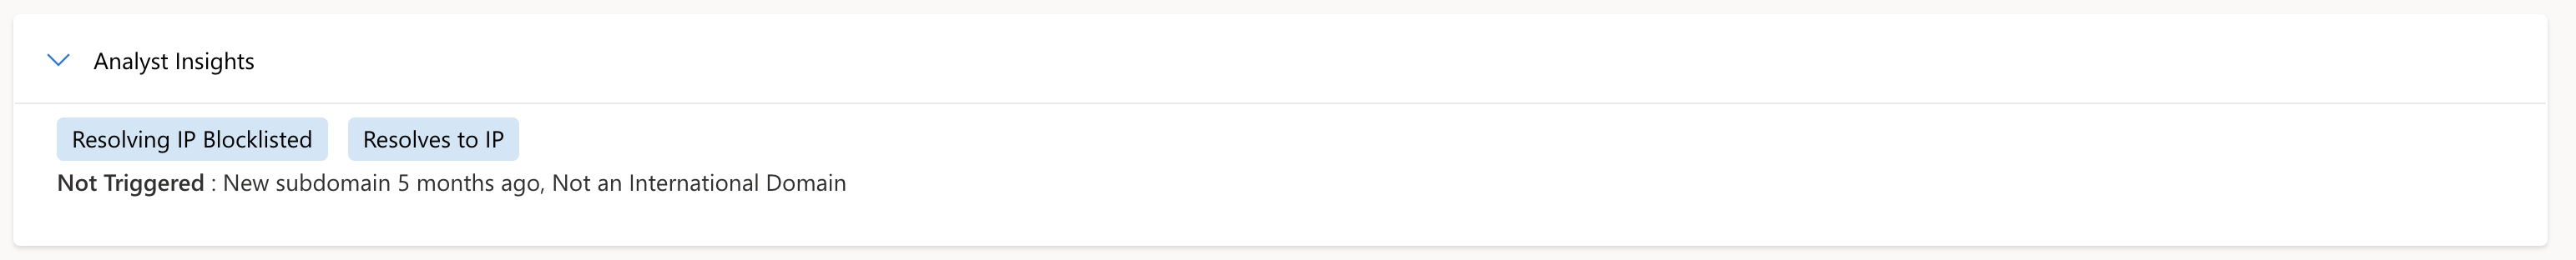 Analyst Insights
Resolving IP Blocklisted Resolves to IP
Not Triggered : New subdomain 5 months ago, Not an International Domain